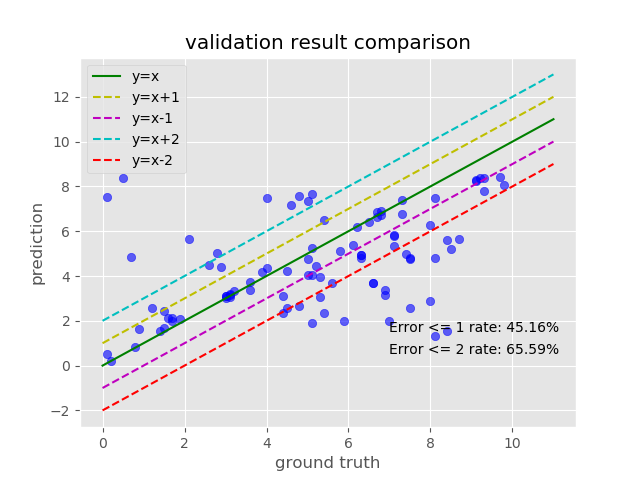 validation result comparison
y=x
y=x+1
y=x-1
y=x+2
y=x-2
12
10
8
6
4
2
0
−2
prediction
Error <= 1 rate: 45.16%
Error <= 2 rate: 65.59%
0 2 4 6 8 10
ground truth